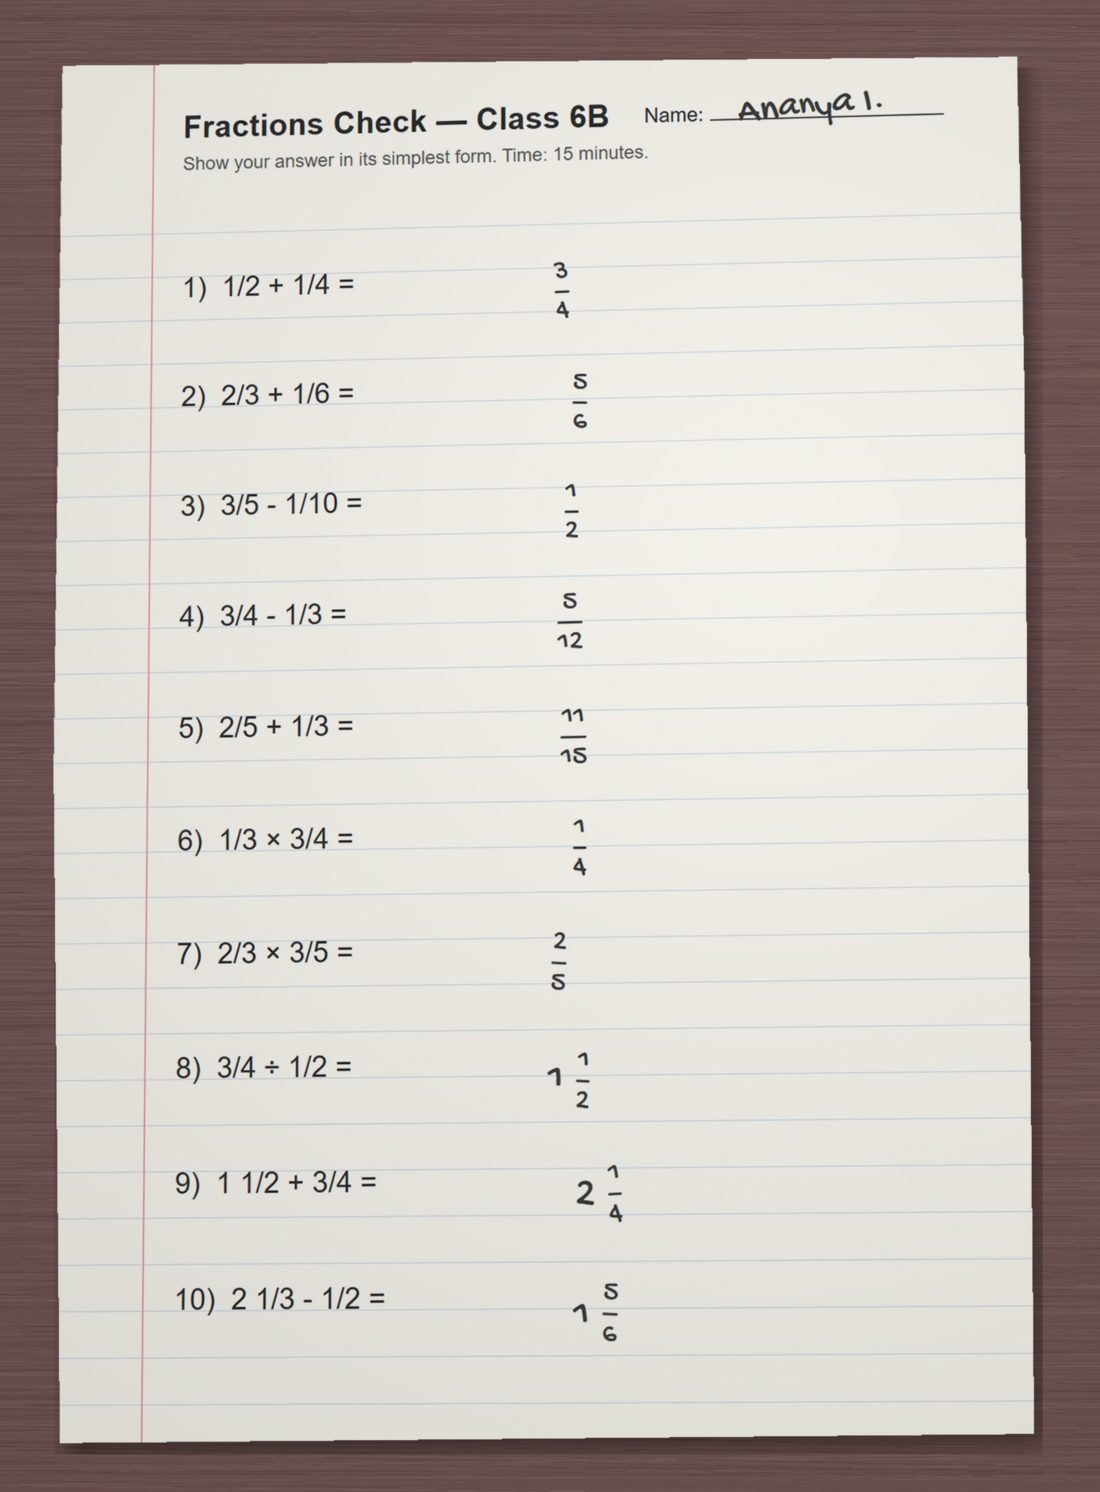 Fractions Check — Class 6B Name: Ananya I.
Show your answer in its simplest form. Time: 15 minutes.
1) 1/2 + 1/4 = 3/4
2) 2/3 + 1/6 = 5/6
3) 3/5 - 1/10 = 1/2
4) 3/4 - 1/3 = 5/12
5) 2/5 + 1/3 = 11/15
6) 1/3 × 3/4 = 1/4
7) 2/3 × 3/5 = 2/5
8) 3/4 ÷ 1/2 = 1 1/2
9) 1 1/2 + 3/4 = 2 1/4
10) 2 1/3 - 1/2 = 1 5/6